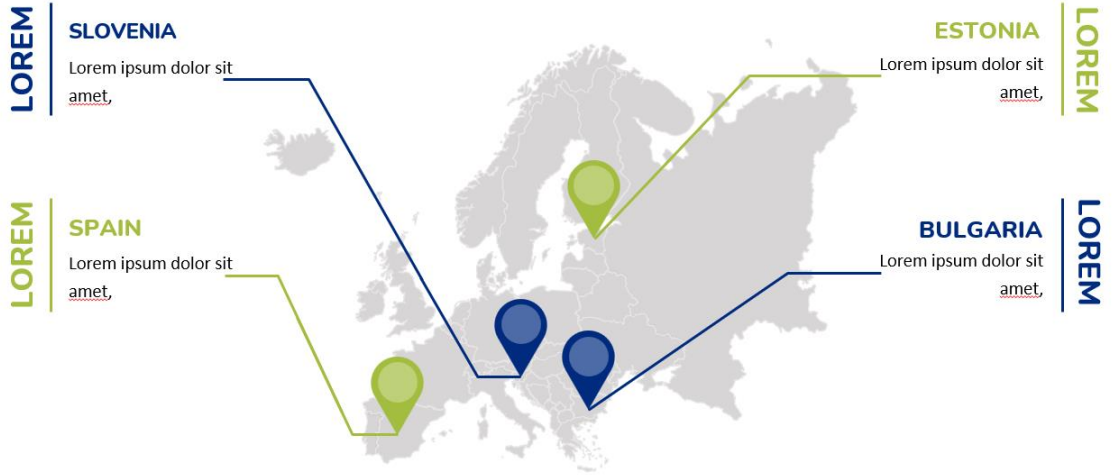 LOREM
SLOVENIA
Lorem ipsum dolor sit
amet,
ESTONIA
Lorem ipsum dolor sit
amet,
LOREM
LOREM
SPAIN
Lorem ipsum dolor sit
amet,
BULGARIA
Lorem ipsum dolor sit
amet,
LOREM